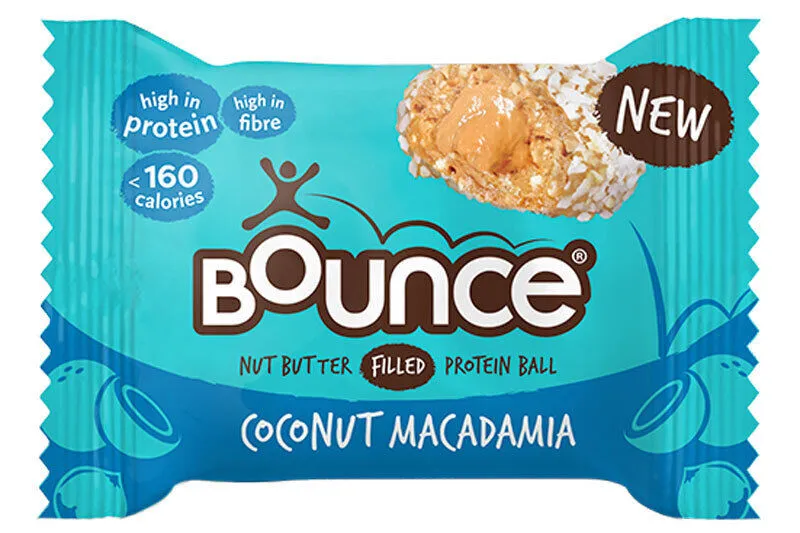 high in
protein
high in
fibre
< 160
calories
NEW
BOUNCE®
NUT BUTTER FILLED PROTEIN BALL
COCONUT MACADAMIA